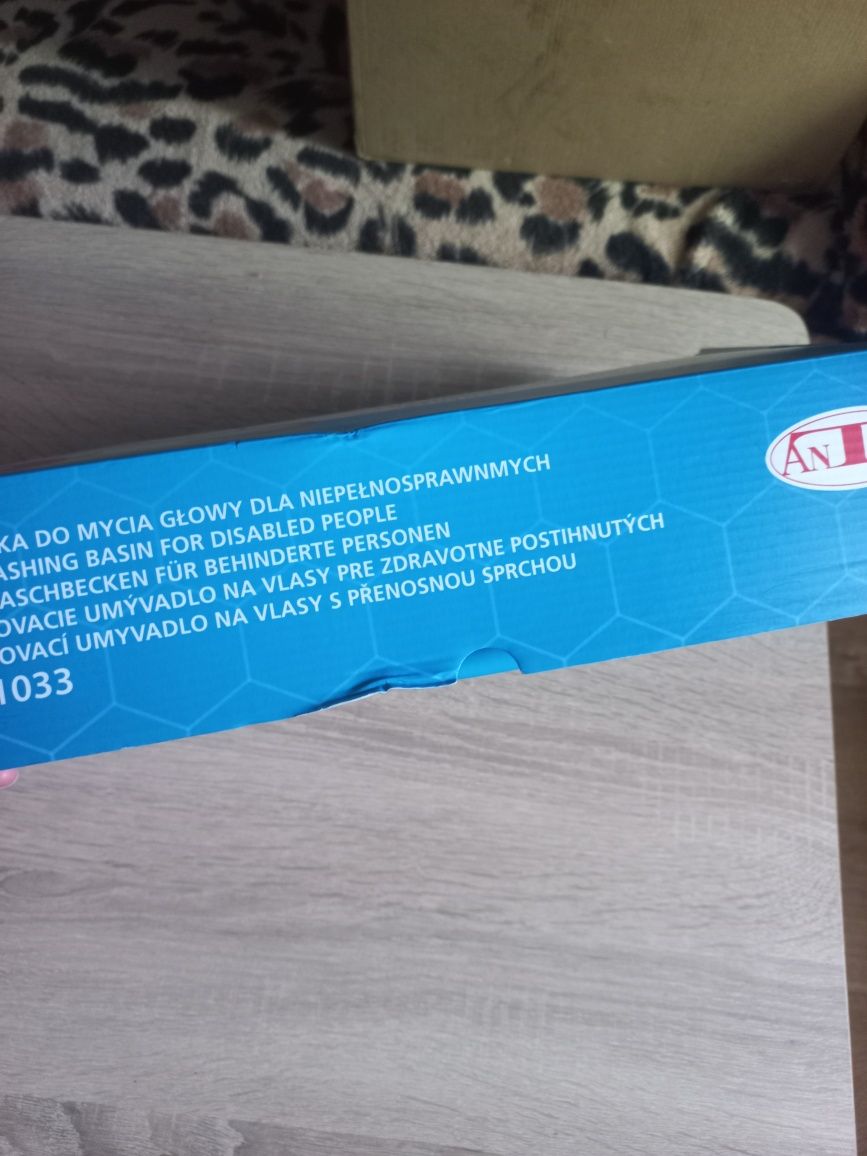 KA DO MYCIA GŁOWY DLA NIEPEŁNOSPRAWNMYCH
ASHING BASIN FOR DISABLED PEOPLE
ASCHBECKEN FÜR BEHINDERTE PERSONEN
OVACIE UMÝVADLO NA VLASY PRE ZDRAVOTNE POSTIHNUTÝCH
OVACÍ UMYVADLO NA VLASY S PŘENOSNOU SPRCHOU
1033
AN T